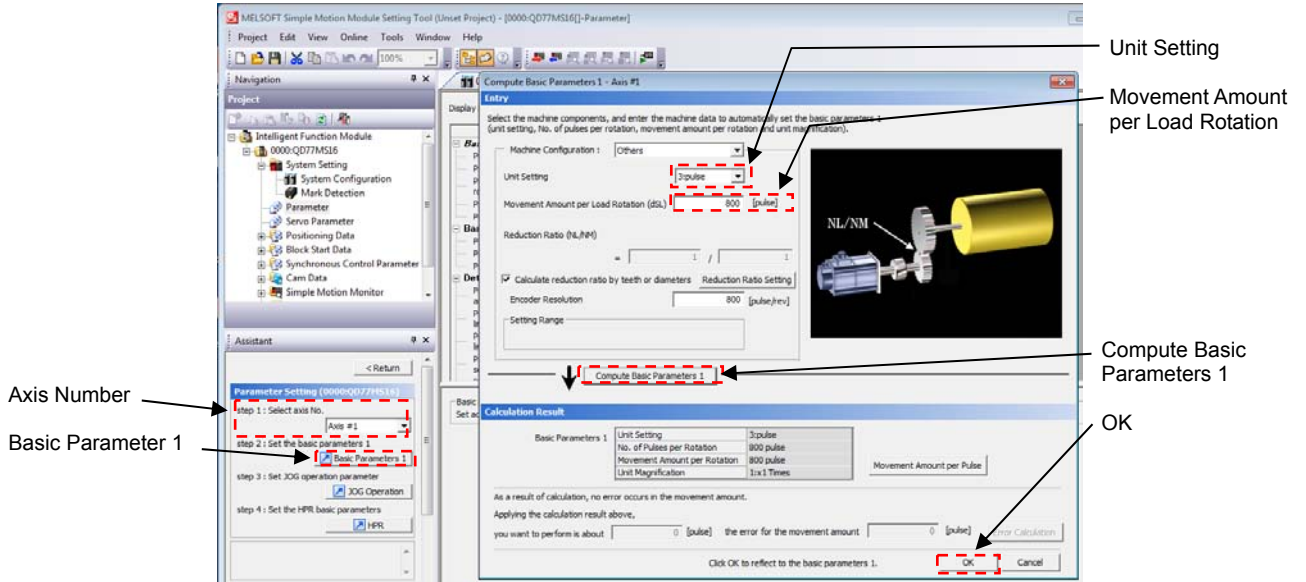 MELSOFT Simple Motion Module Setting Tool (Unset Project) - [0000:QD77MS16[]-Parameter]
Project Edit View Online Tools Window Help
100%
Navigation
Project
Intelligent Function Module
0000:QD77MS16
System Setting
System Configuration
Mark Detection
Parameter
Servo Parameter
Positioning Data
Block Start Data
Synchronous Control Parameter
Cam Data
Simple Motion Monitor
Assistant
< Return
Parameter Setting (0000:QD77MS16)
step 1 : Select axis No.
Axis #1
step 2 : Set the basic parameters 1
Basic Parameters 1
step 3 : Set JOG operation parameter
JOG Operation
step 4 : Set the HPR basic parameters
HPR
Display
Compute Basic Parameters 1 - Axis #1
Entry
Select the machine components, and enter the machine data to automatically set the basic parameters 1
(unit setting, No. of pulses per rotation, movement amount per rotation and unit magnification).
Machine Configuration : Others
Unit Setting 3:pulse
Movement Amount per Load Rotation (dSL) 800 [pulse]
Reduction Ratio (NL/NM)
= 1 / 1
Calculate reduction ratio by teeth or diameters Reduction Ratio Setting
Encoder Resolution 800 [pulse/rev]
Setting Range
NL/NM
Compute Basic Parameters 1
Calculation Result
Basic Parameters 1
Unit Setting 3:pulse
No. of Pulses per Rotation 800 pulse
Movement Amount per Rotation 800 pulse
Unit Magnification 1:x1 Times
Movement Amount per Pulse
As a result of calculation, no error occurs in the movement amount.
Applying the calculation result above,
you want to perform is about 0 [pulse] the error for the movement amount 0 [pulse] Error Calculation
Click OK to reflect to the basic parameters 1. OK Cancel
Unit Setting
Movement Amount
per Load Rotation
Compute Basic
Parameters 1
OK
Axis Number
Basic Parameter 1